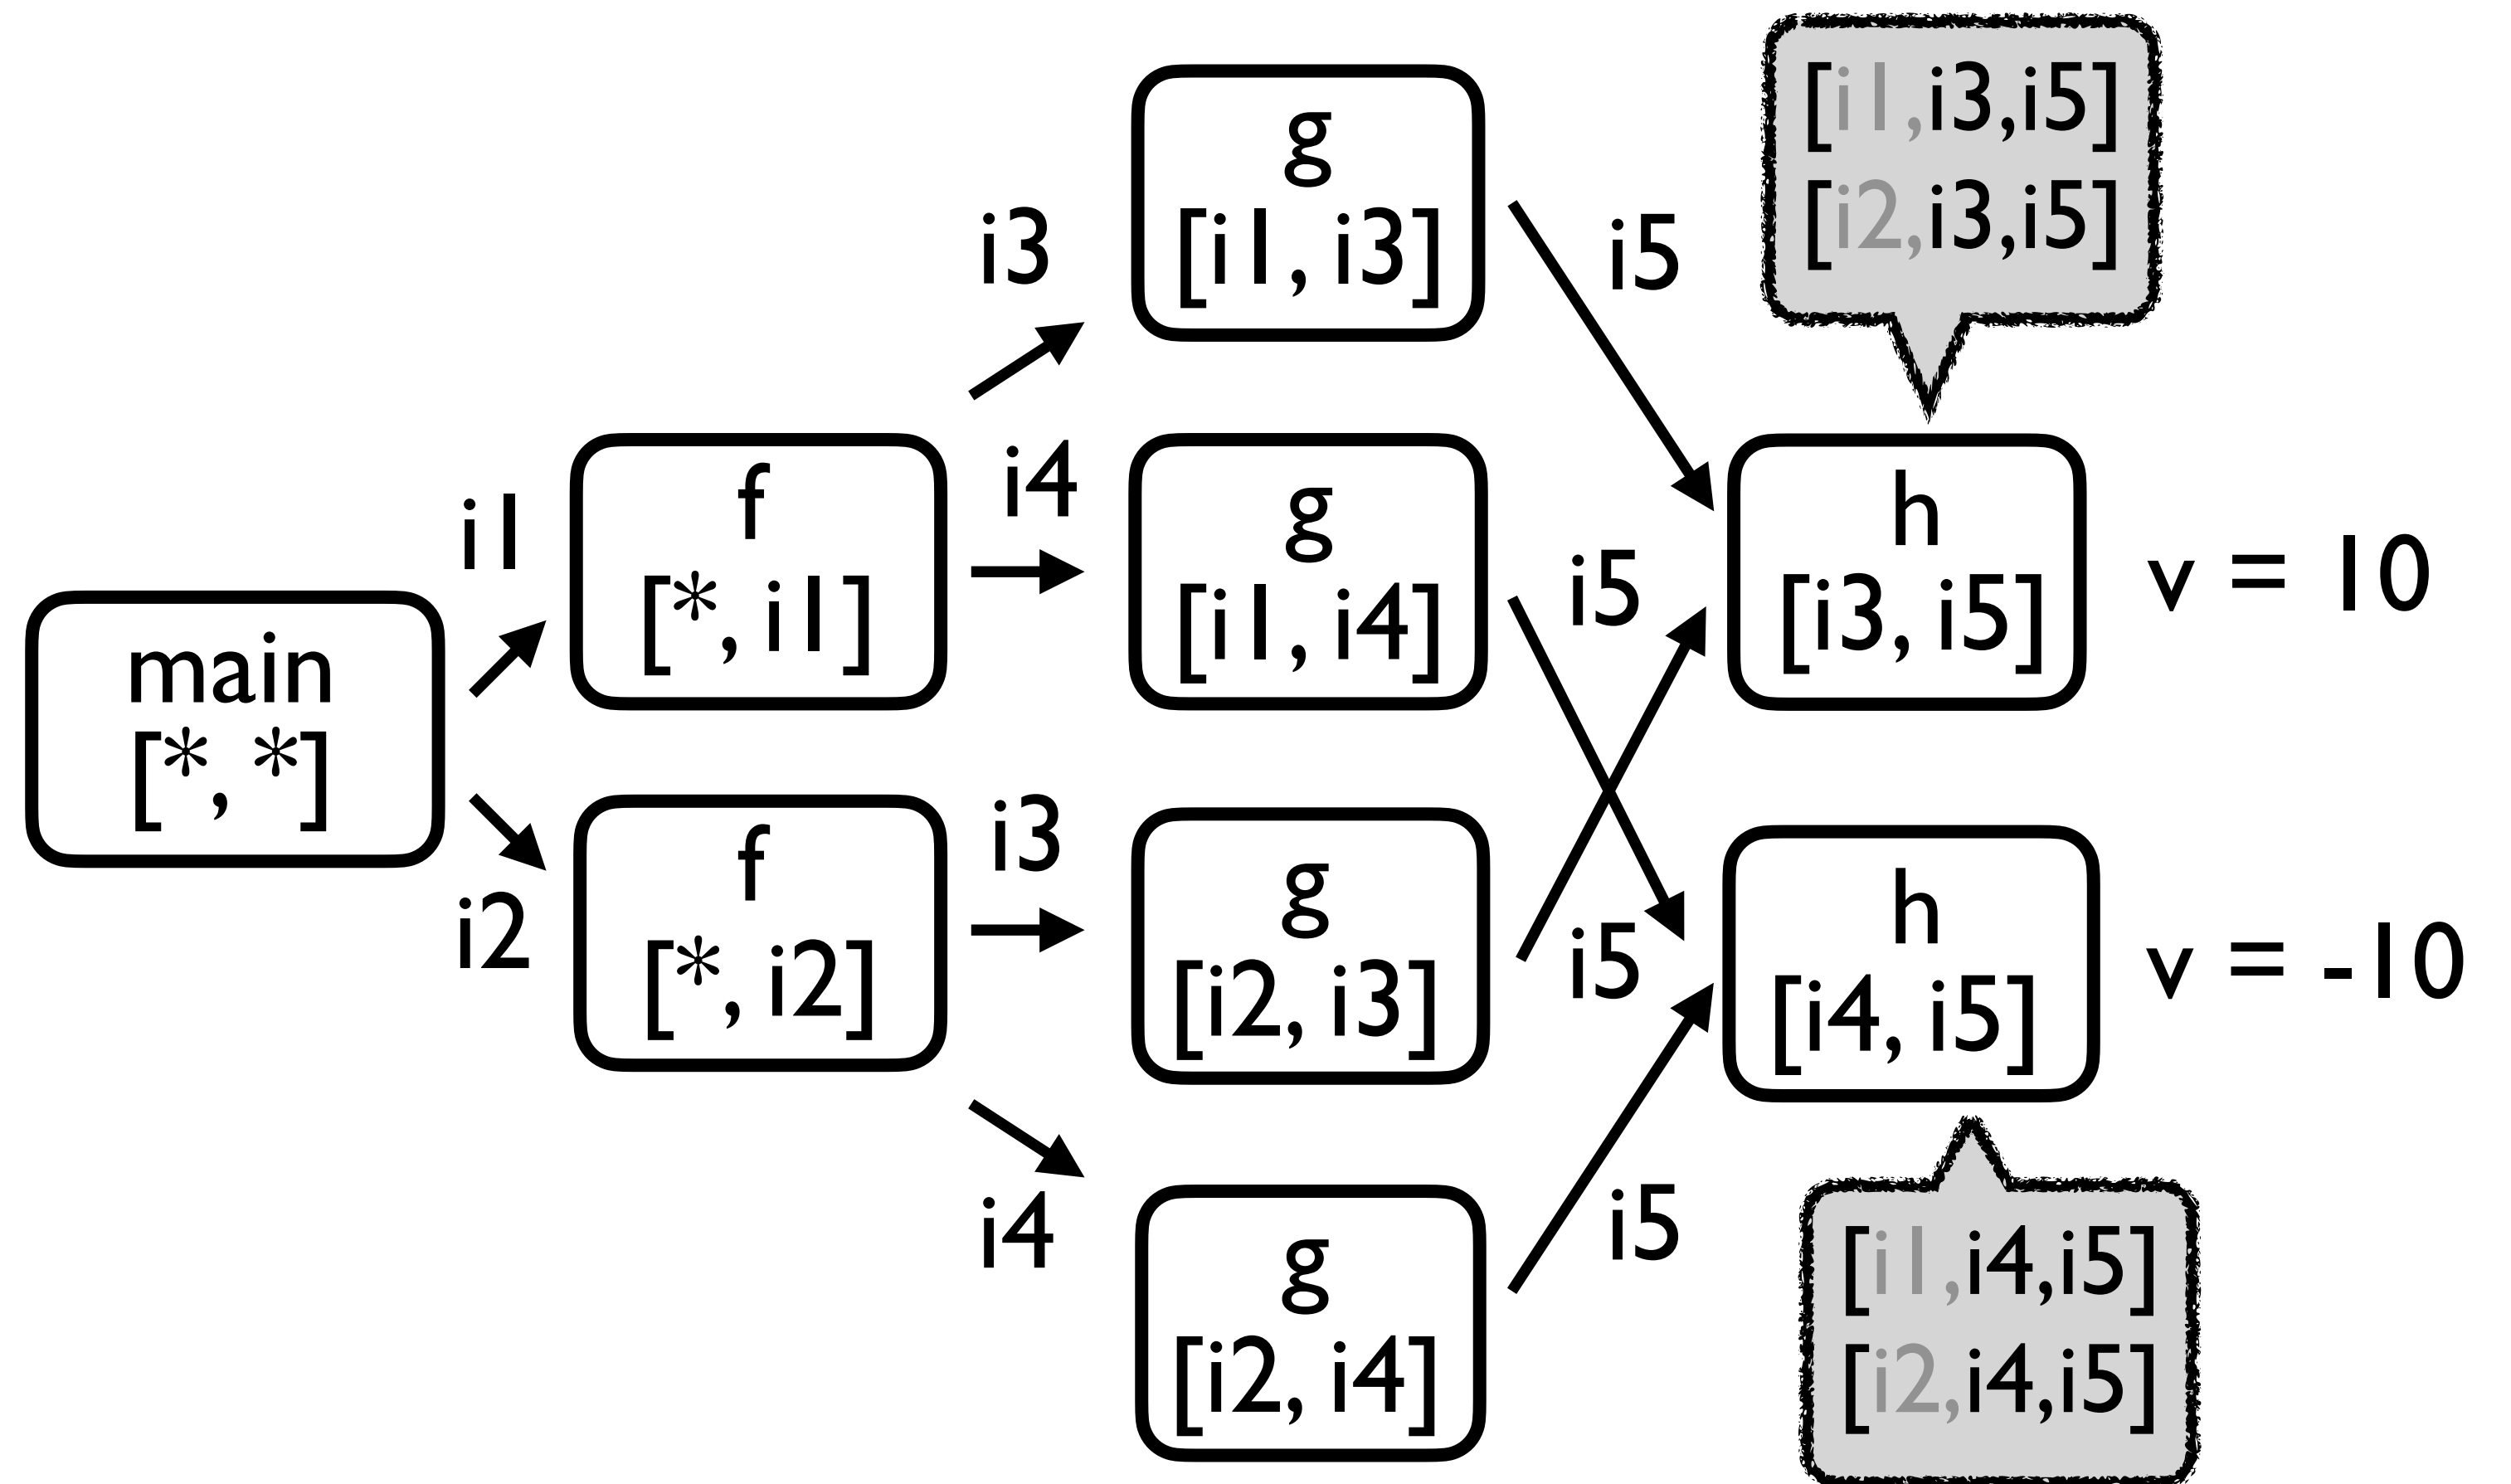 main
[*, *]
i1
i2
f
[*, i1]
f
[*, i2]
i3
i4
i3
i4
g
[i1, i3]
g
[i1, i4]
g
[i2, i3]
g
[i2, i4]
i5
i5
i5
i5
[i1,i3,i5]
[i2,i3,i5]
h
[i3, i5]
v = 10
h
[i4, i5]
v = -10
[i1,i4,i5]
[i2,i4,i5]